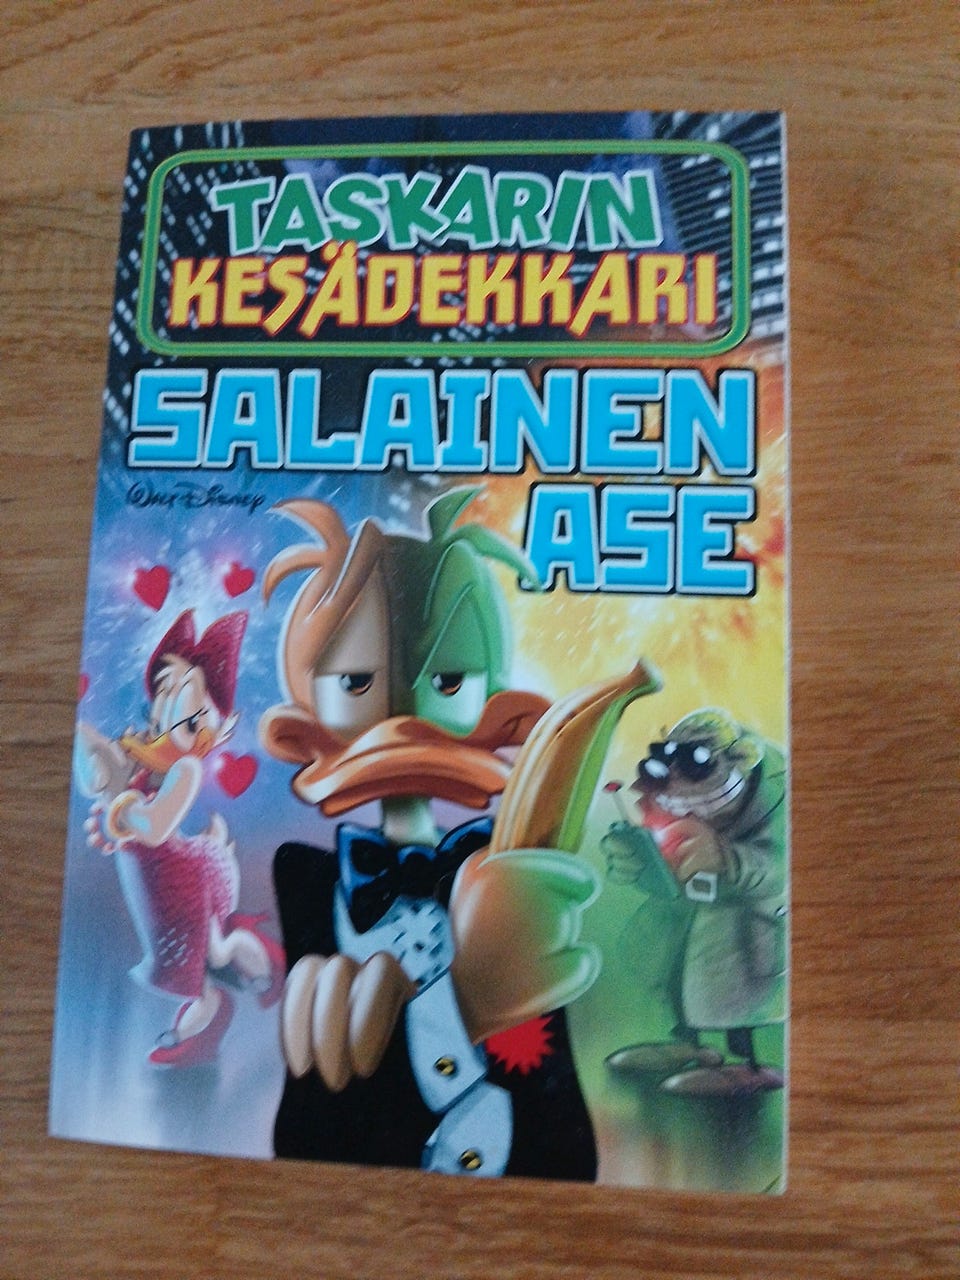 TASKARIN
KESÄDEKKARI
SALAINEN
ASE
Walt Disney